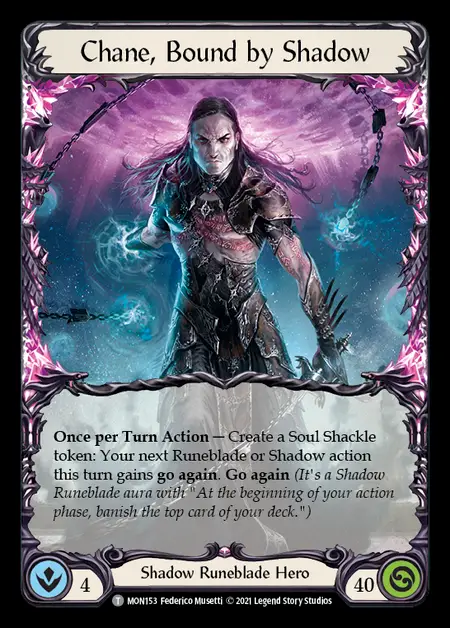 Chane, Bound by Shadow
Once per Turn Action — Create a Soul Shackle
token: Your next Runeblade or Shadow action
this turn gains go again. Go again (It's a Shadow
Runeblade aura with "At the beginning of your action
phase, banish the top card of your deck.")
4
Shadow Runeblade Hero
40
T MON153 Federico Musetti © 2021 Legend Story Studios